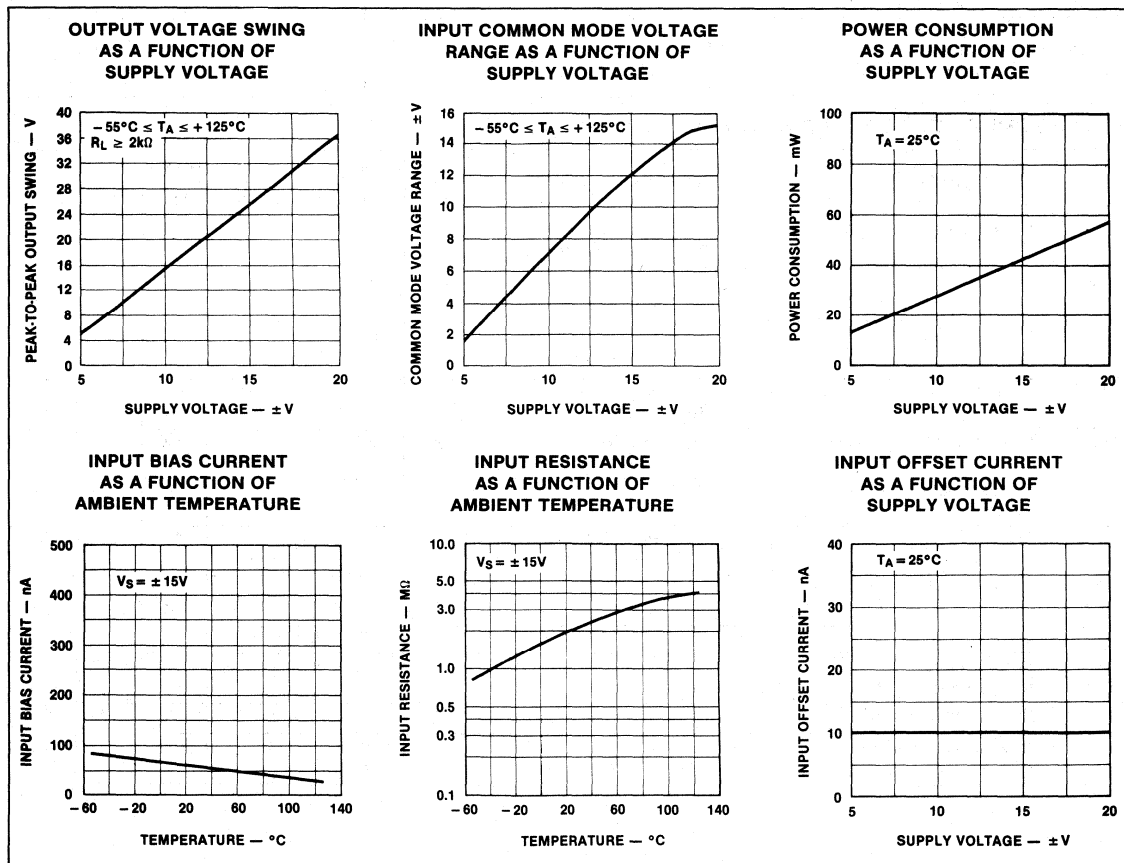 OUTPUT VOLTAGE SWING
AS A FUNCTION OF
SUPPLY VOLTAGE
PEAK-TO-PEAK OUTPUT SWING — V
40
36
32
28
24
20
16
12
8
4
0
− 55°C ≤ TA ≤ + 125°C
RL ≥ 2kΩ
5
10
15
20
SUPPLY VOLTAGE — ± V
INPUT COMMON MODE VOLTAGE
RANGE AS A FUNCTION OF
SUPPLY VOLTAGE
COMMON MODE VOLTAGE RANGE — ± V
16
14
12
10
8
6
4
2
0
− 55°C ≤ TA ≤ + 125°C
5
10
15
20
SUPPLY VOLTAGE — ± V
POWER CONSUMPTION
AS A FUNCTION OF
SUPPLY VOLTAGE
POWER CONSUMPTION — mW
100
80
60
40
20
0
TA = 25°C
5
10
15
20
SUPPLY VOLTAGE — ± V
INPUT BIAS CURRENT
AS A FUNCTION OF
AMBIENT TEMPERATURE
INPUT BIAS CURRENT — nA
500
400
300
200
100
0
VS = ± 15V
− 60
− 20
20
60
100
140
TEMPERATURE — °C
INPUT RESISTANCE
AS A FUNCTION OF
AMBIENT TEMPERATURE
INPUT RESISTANCE — MΩ
10.0
5.0
3.0
1.0
0.5
0.3
0.1
VS = ± 15V
− 60
− 20
20
60
100
140
TEMPERATURE — °C
INPUT OFFSET CURRENT
AS A FUNCTION OF
SUPPLY VOLTAGE
INPUT OFFSET CURRENT — nA
40
30
20
10
0
TA = 25°C
5
10
15
20
SUPPLY VOLTAGE — ± V